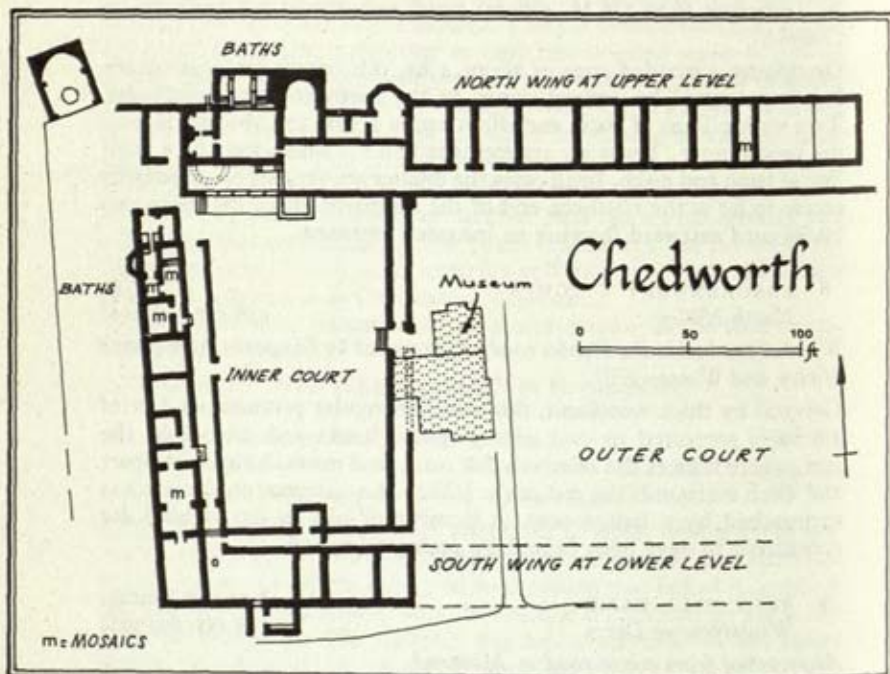 BATHS
NORTH WING AT UPPER LEVEL
m
Chedworth
Museum
0 50 100 ft
BATHS
m
m
m
INNER COURT
OUTER COURT
m
SOUTH WING AT LOWER LEVEL
m = MOSAICS